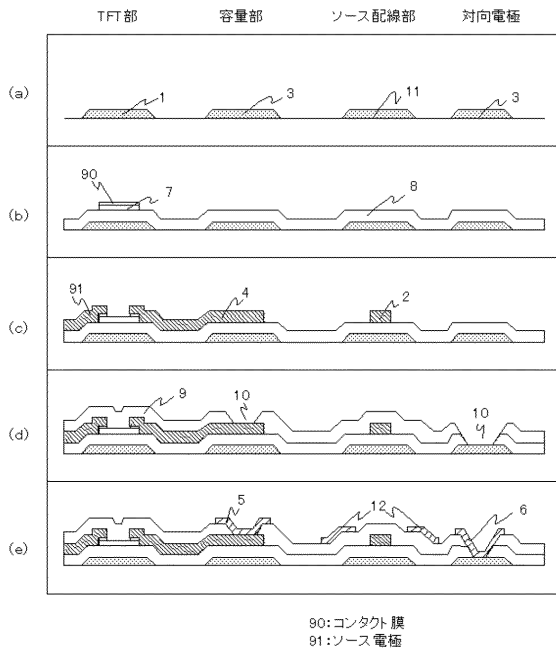 TFT部 容量部 ソース配線部 対向電極
(a) 1 3 11 3
(b) 90 7 8
(c) 91 4 2
(d) 9 10 10
(e) 5 12 6
90:コンタクト膜
91:ソース電極